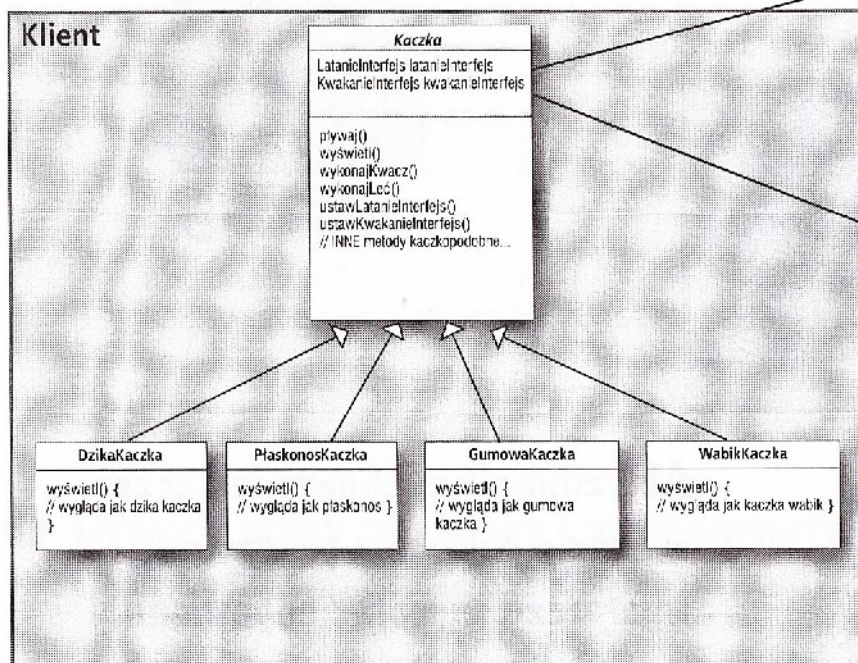 Klient
Kaczka
LatanieInterfejs latanieInterfejs
KwakanieInterfejs kwakanieInterfejs
pływaj()
wyświetl()
wykonajKwacz()
wykonajLeć()
ustawLatanieInterfejs()
ustawKwakanieInterfejs()
// INNE metody kaczkopodobne...
DzikaKaczka
wyświetl() {
// wygląda jak dzika kaczka
}
PłaskonosKaczka
wyświetl() {
// wygląda jak płaskonos }
GumowaKaczka
wyświetl() {
// wygląda jak gumowa
kaczka }
WabikKaczka
wyświetl() {
// wygląda jak kaczka wabik }